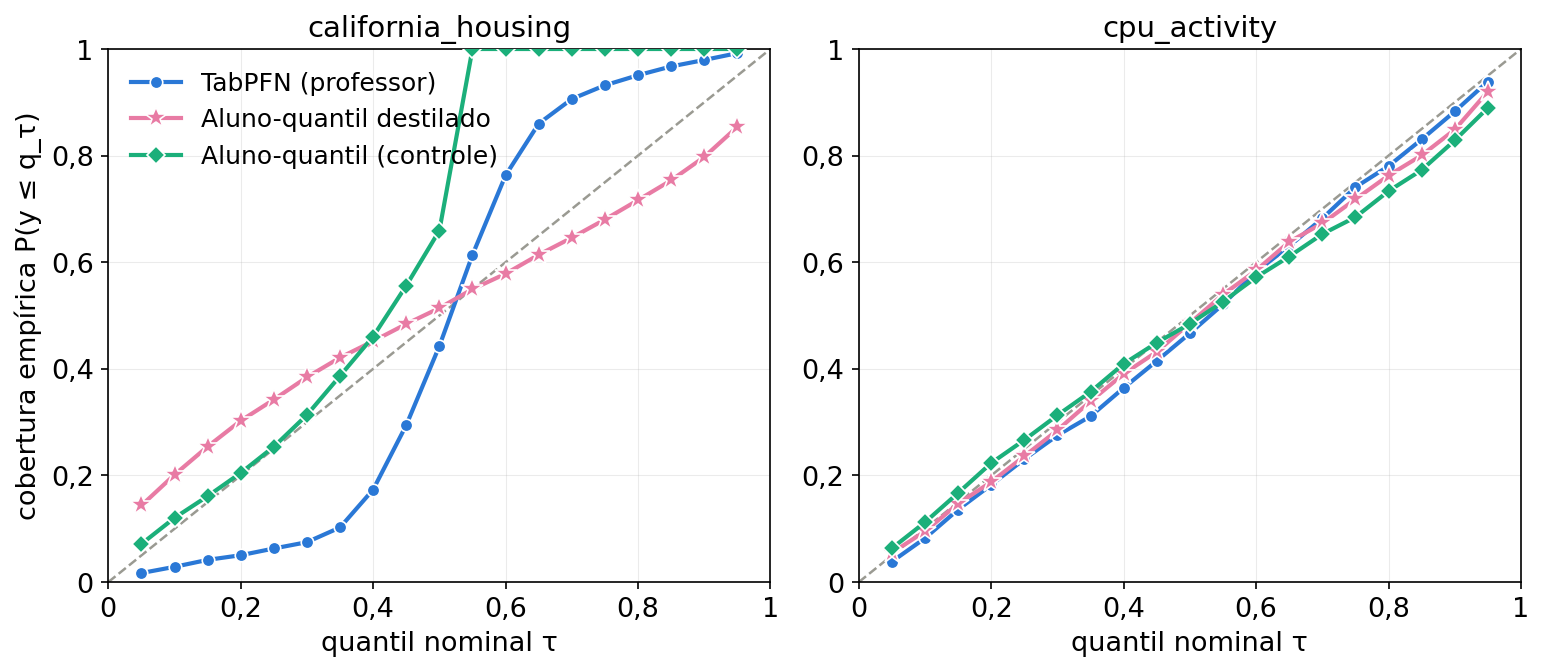 california_housing
cpu_activity
TabPFN (professor)
Aluno-quantil destilado
Aluno-quantil (controle)
cobertura empírica P(y ≤ q_τ)
1
0,8
0,6
0,4
0,2
0
0 0,2 0,4 0,6 0,8 1
quantil nominal τ
1
0,8
0,6
0,4
0,2
0
0 0,2 0,4 0,6 0,8 1
quantil nominal τ